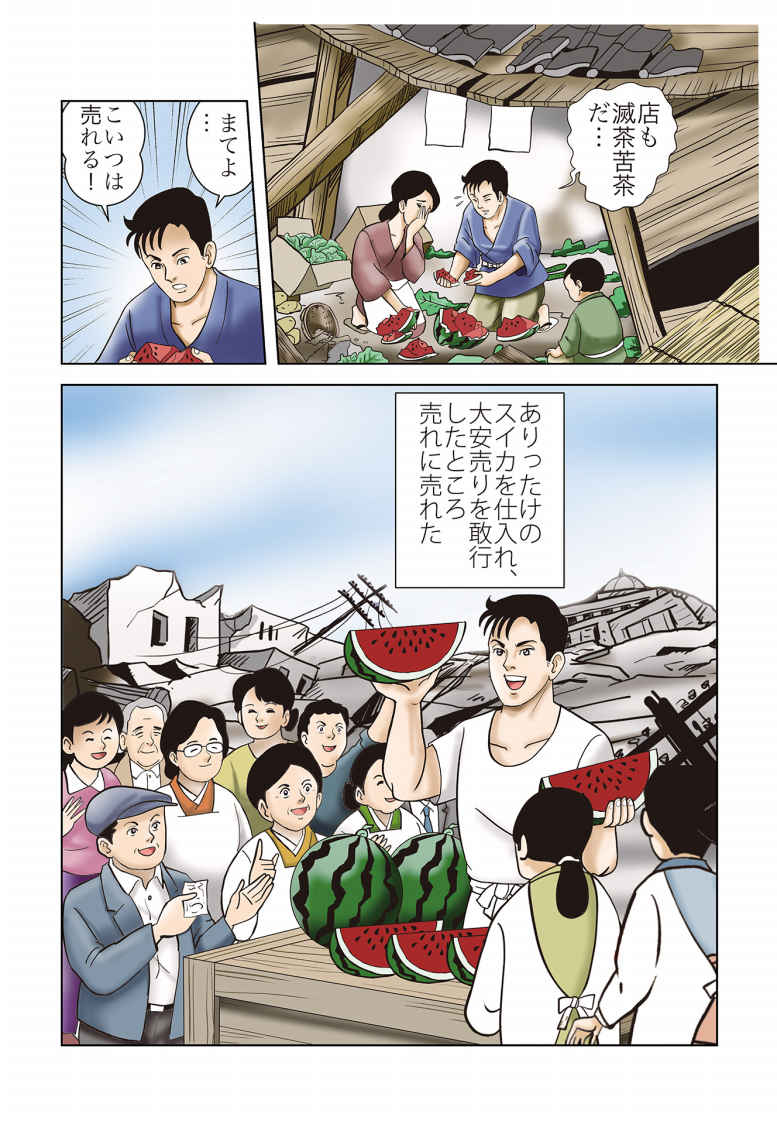 店も
滅茶苦茶
だ…
まてよ
…
こいつは
売れる！
ありったけの
スイカを仕入れ、
大安売りを敢行
したところ
売れに売れた